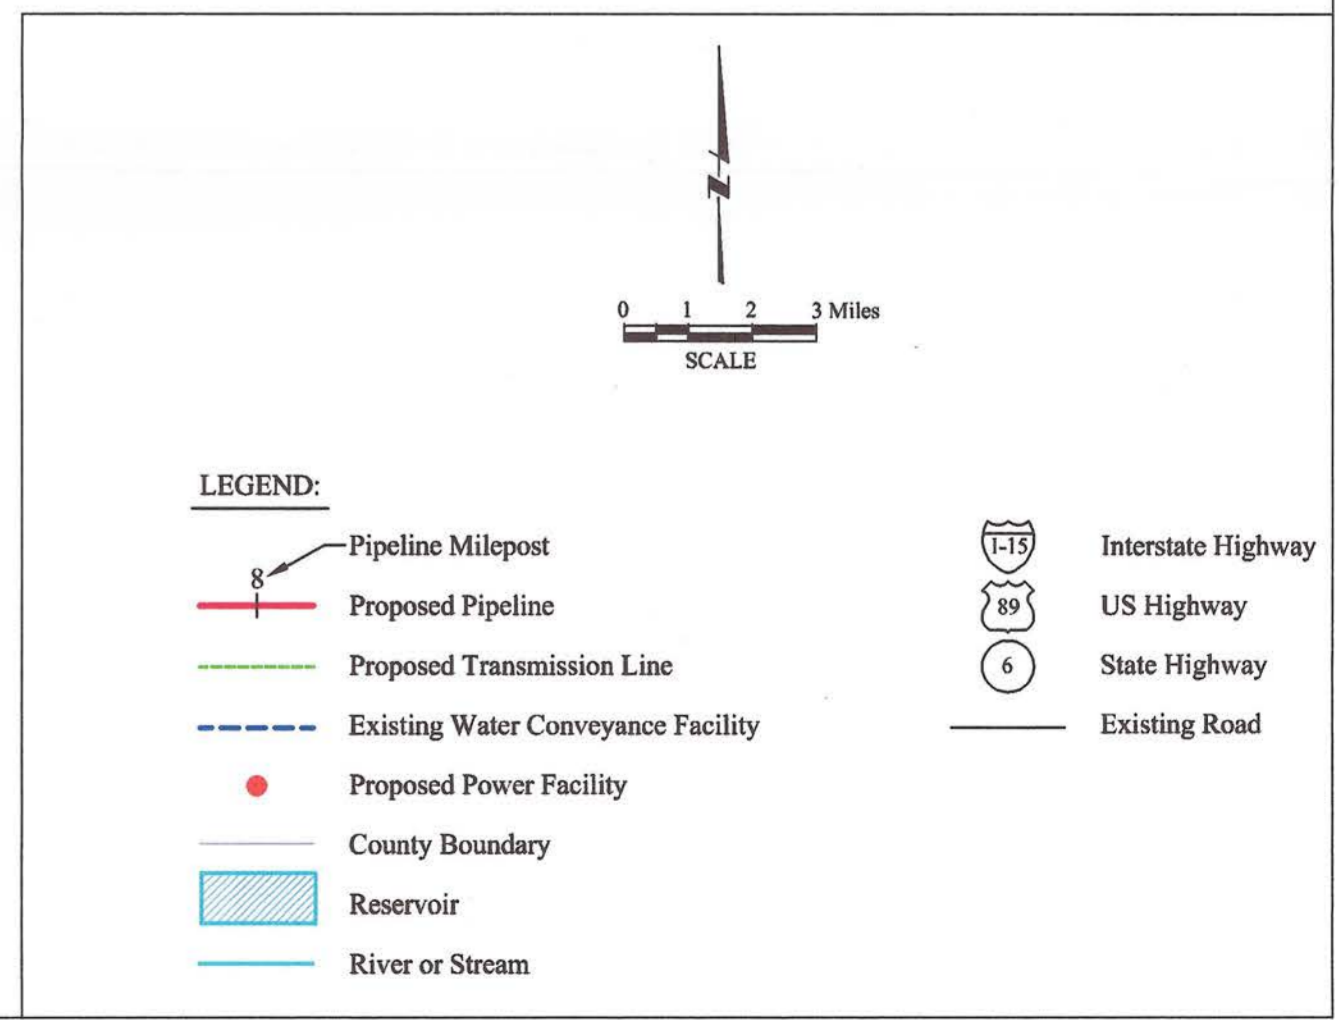 N
0 1 2 3 Miles
SCALE
LEGEND:
Pipeline Milepost
8
Proposed Pipeline
Proposed Transmission Line
Existing Water Conveyance Facility
Proposed Power Facility
County Boundary
Reservoir
River or Stream
I-15 Interstate Highway
89 US Highway
6 State Highway
Existing Road